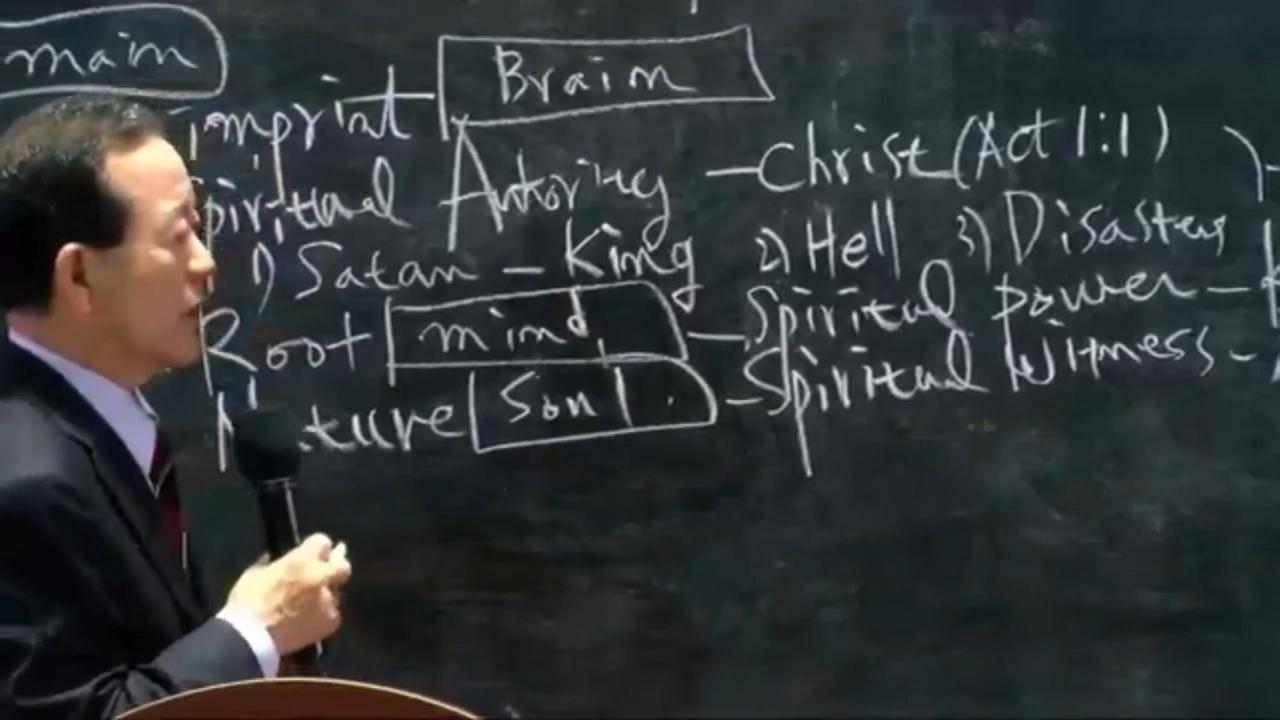 main
imprint - Brain
Spiritual Autority - Christ (Act 1:1)
1) Satan - King 2) Hell 3) Disaster
Root mind - Spiritual power -
Nature Soul - Spiritual Witness -